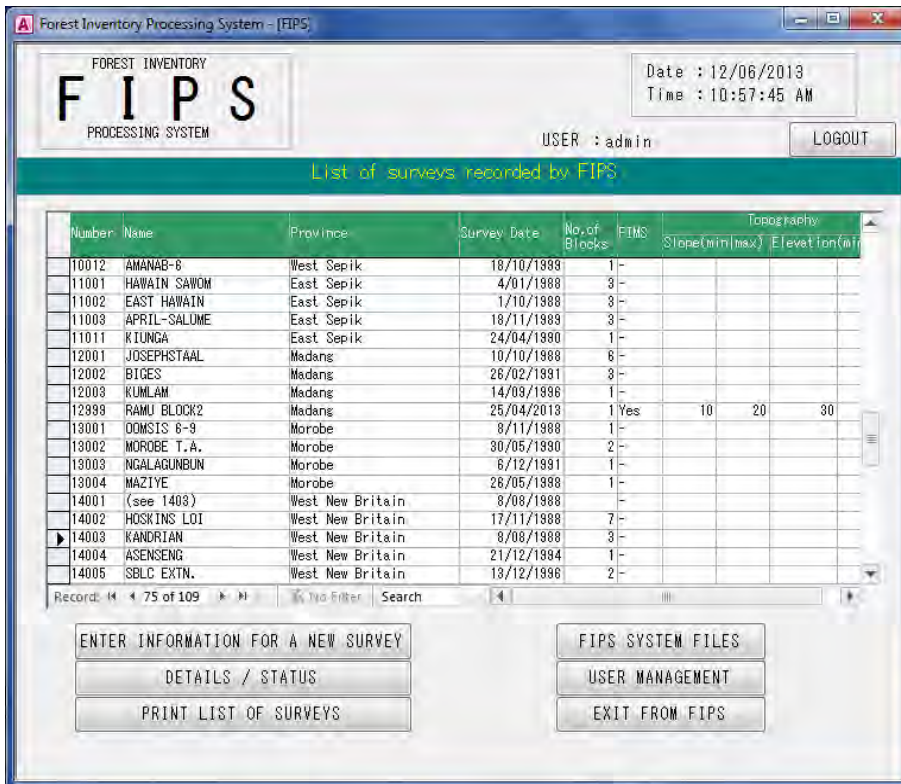 Forest Inventory Processing System - [FIPS]
FOREST INVENTORY
FIPS
PROCESSING SYSTEM
Date : 12/06/2013
Time : 10:57:45 AM
USER : admin
LOGOUT
List of surveys recorded by FIPS
Number Name Province Survey Date No.of Blocks FIMS Topography
Slope(min|max) Elevation(min
10012 AMANAB-6 West Sepik 18/10/1999 1 -
11001 HAWAIN SAWOM East Sepik 4/01/1988 3 -
11002 EAST HAWAIN East Sepik 1/10/1988 3 -
11003 APRIL-SALUME East Sepik 18/11/1989 3 -
11011 KIUNGA East Sepik 24/04/1990 1 -
12001 JOSEPHSTAAL Madang 10/10/1988 6 -
12002 BIGES Madang 26/02/1991 3 -
12003 KUMLAM Madang 14/09/1996 1 -
12999 RAMU BLOCK2 Madang 25/04/2013 1 Yes 10 20 30
13001 OOMSIS 6-9 Morobe 8/11/1988 1 -
13002 MOROBE T.A. Morobe 30/05/1990 2 -
13003 NGALAGUNBUN Morobe 6/12/1991 1 -
13004 MAZIYE Morobe 26/05/1998 1 -
14001 (see 1403) West New Britain 8/08/1988 -
14002 HOSKINS LOI West New Britain 17/11/1988 7 -
14003 KANDRIAN West New Britain 8/08/1988 3 -
14004 ASENSENG West New Britain 21/12/1994 1 -
14005 SBLC EXTN. West New Britain 13/12/1996 2 -
Record: 75 of 109 No Filter Search
ENTER INFORMATION FOR A NEW SURVEY
FIPS SYSTEM FILES
DETAILS / STATUS
USER MANAGEMENT
PRINT LIST OF SURVEYS
EXIT FROM FIPS